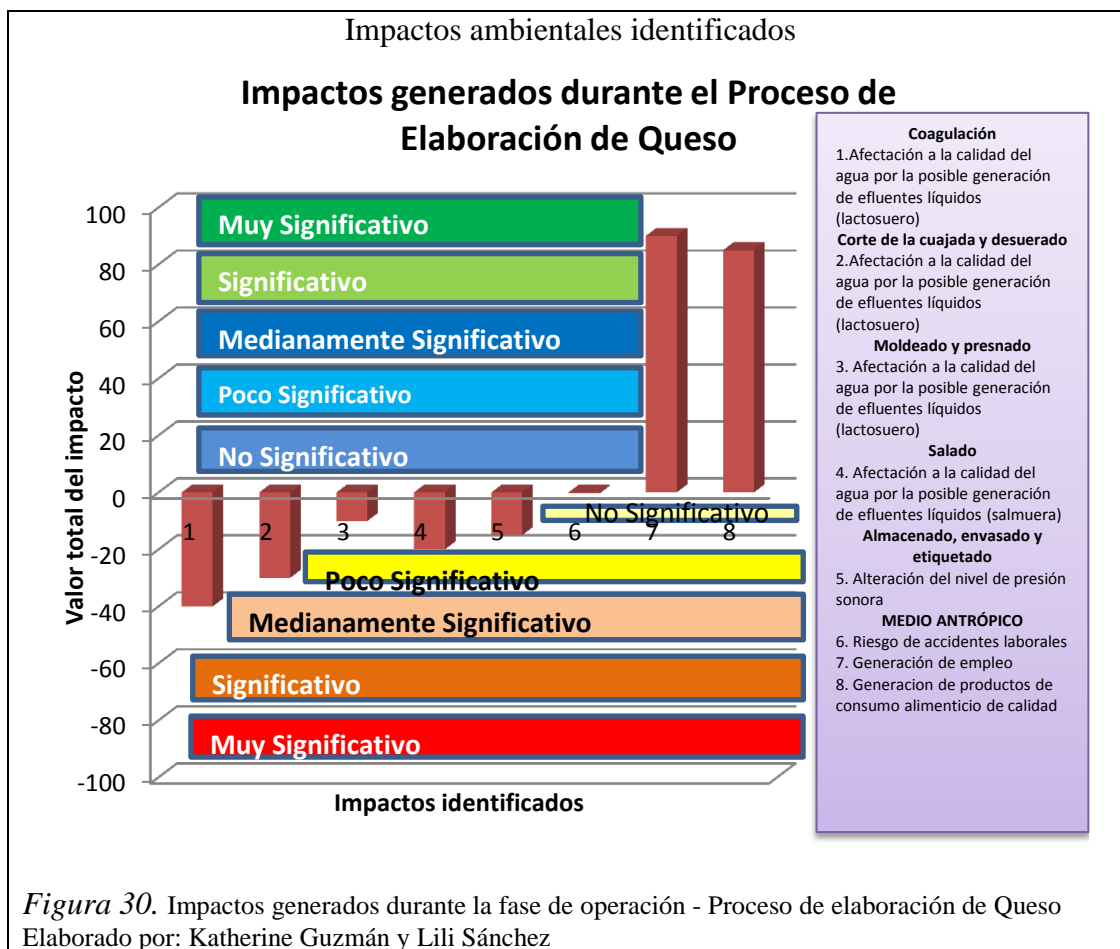 Impactos ambientales identificados
Impactos generados durante el Proceso de
Elaboración de Queso
Valor total del impacto
100
80
60
40
20
0
-20
-40
-60
-80
-100
Muy Significativo
Significativo
Medianamente Significativo
Poco Significativo
No Significativo
1 2 3 4 5 6 7 8
No Significativo
Poco Significativo
Medianamente Significativo
Significativo
Muy Significativo
Impactos identificados
Coagulación
1.Afectación a la calidad del
agua por la posible generación
de efluentes líquidos
(lactosuero)
Corte de la cuajada y desuerado
2.Afectación a la calidad del
agua por la posible generación
de efluentes líquidos
(lactosuero)
Moldeado y presnado
3. Afectación a la calidad del
agua por la posible generación
de efluentes líquidos
(lactosuero)
Salado
4. Afectación a la calidad del
agua por la posible generación
de efluentes líquidos (salmuera)
Almacenado, envasado y
etiquetado
5. Alteración del nivel de presión
sonora
MEDIO ANTRÓPICO
6. Riesgo de accidentes laborales
7. Generación de empleo
8. Generacion de productos de
consumo alimenticio de calidad
Figura 30. Impactos generados durante la fase de operación - Proceso de elaboración de Queso
Elaborado por: Katherine Guzmán y Lili Sánchez